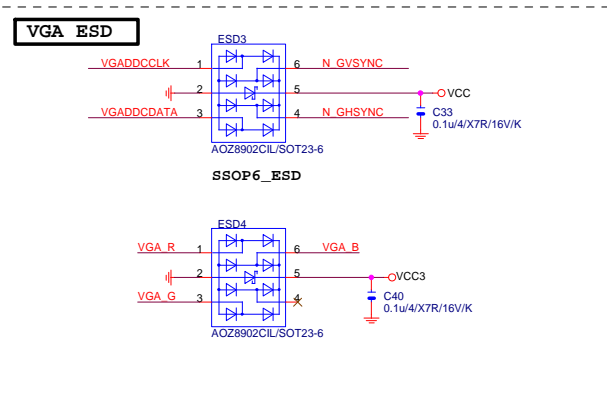 VGA ESD
ESD3
VGADDCCLK 1 6 N_GVSYNC
2 5 VCC
VGADDCDATA 3 4 N_GHSYNC
C33
0.1u/4/X7R/16V/K
AOZ8902CIL/SOT23-6
SSOP6_ESD
ESD4
VGA_R 1 6 VGA_B
2 5 VCC3
VGA_G 3 4
C40
0.1u/4/X7R/16V/K
AOZ8902CIL/SOT23-6